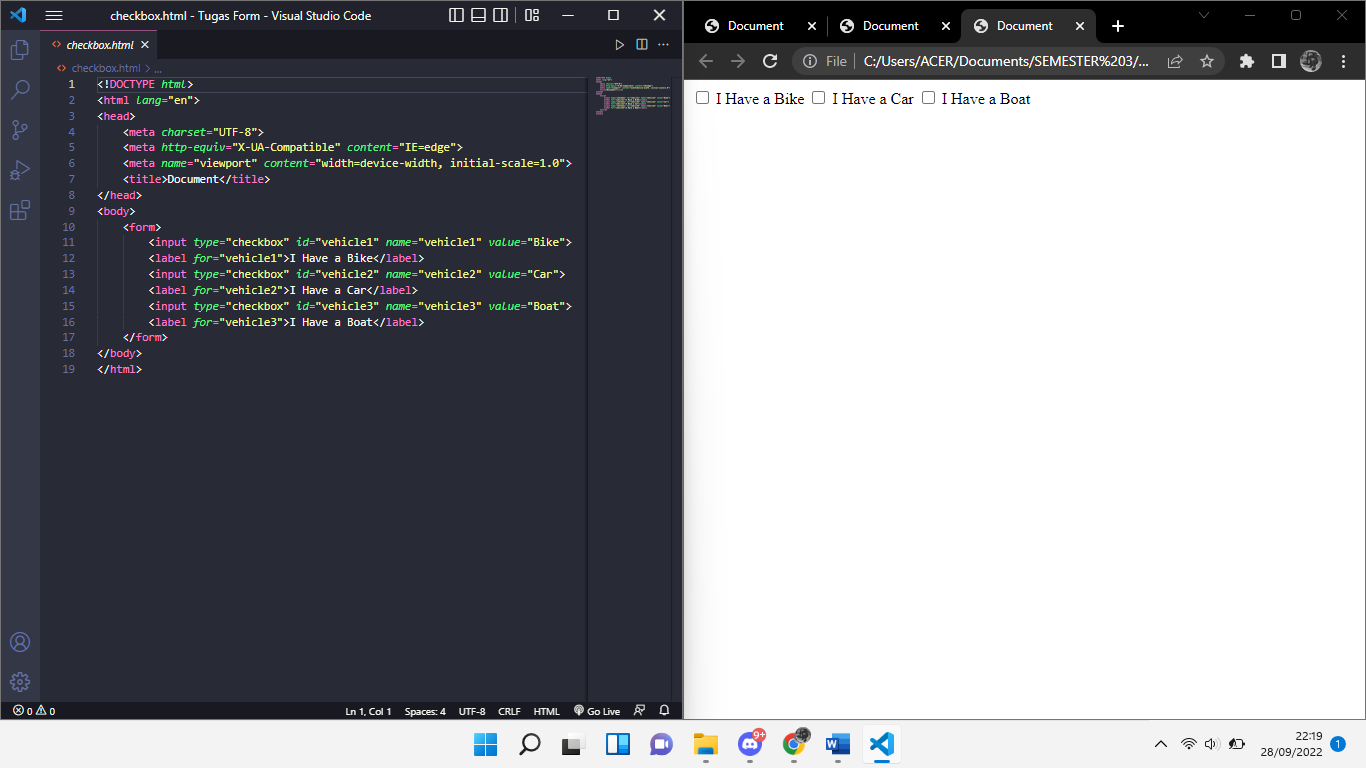 checkbox.html - Tugas Form - Visual Studio Code
checkbox.html
checkbox.html > ...
1 <!DOCTYPE html>
2 <html lang="en">
3 <head>
4     <meta charset="UTF-8">
5     <meta http-equiv="X-UA-Compatible" content="IE=edge">
6     <meta name="viewport" content="width=device-width, initial-scale=1.0">
7     <title>Document</title>
8 </head>
9 <body>
10     <form>
11         <input type="checkbox" id="vehicle1" name="vehicle1" value="Bike">
12         <label for="vehicle1">I Have a Bike</label>
13         <input type="checkbox" id="vehicle2" name="vehicle2" value="Car">
14         <label for="vehicle2">I Have a Car</label>
15         <input type="checkbox" id="vehicle3" name="vehicle3" value="Boat">
16         <label for="vehicle3">I Have a Boat</label>
17     </form>
18 </body>
19 </html>
0 0 Ln 1, Col 1 Spaces: 4 UTF-8 CRLF HTML Go Live
Document Document Document
File C:/Users/ACER/Documents/SEMESTER%203/...
I Have a Bike I Have a Car I Have a Boat
9+
22:19
28/09/2022 1